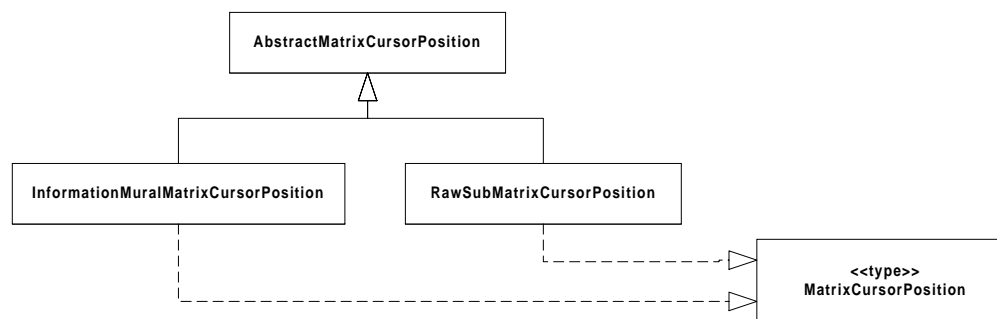 AbstractMatrixCursorPosition
InformationMuralMatrixCursorPosition
RawSubMatrixCursorPosition
<<type>>
MatrixCursorPosition